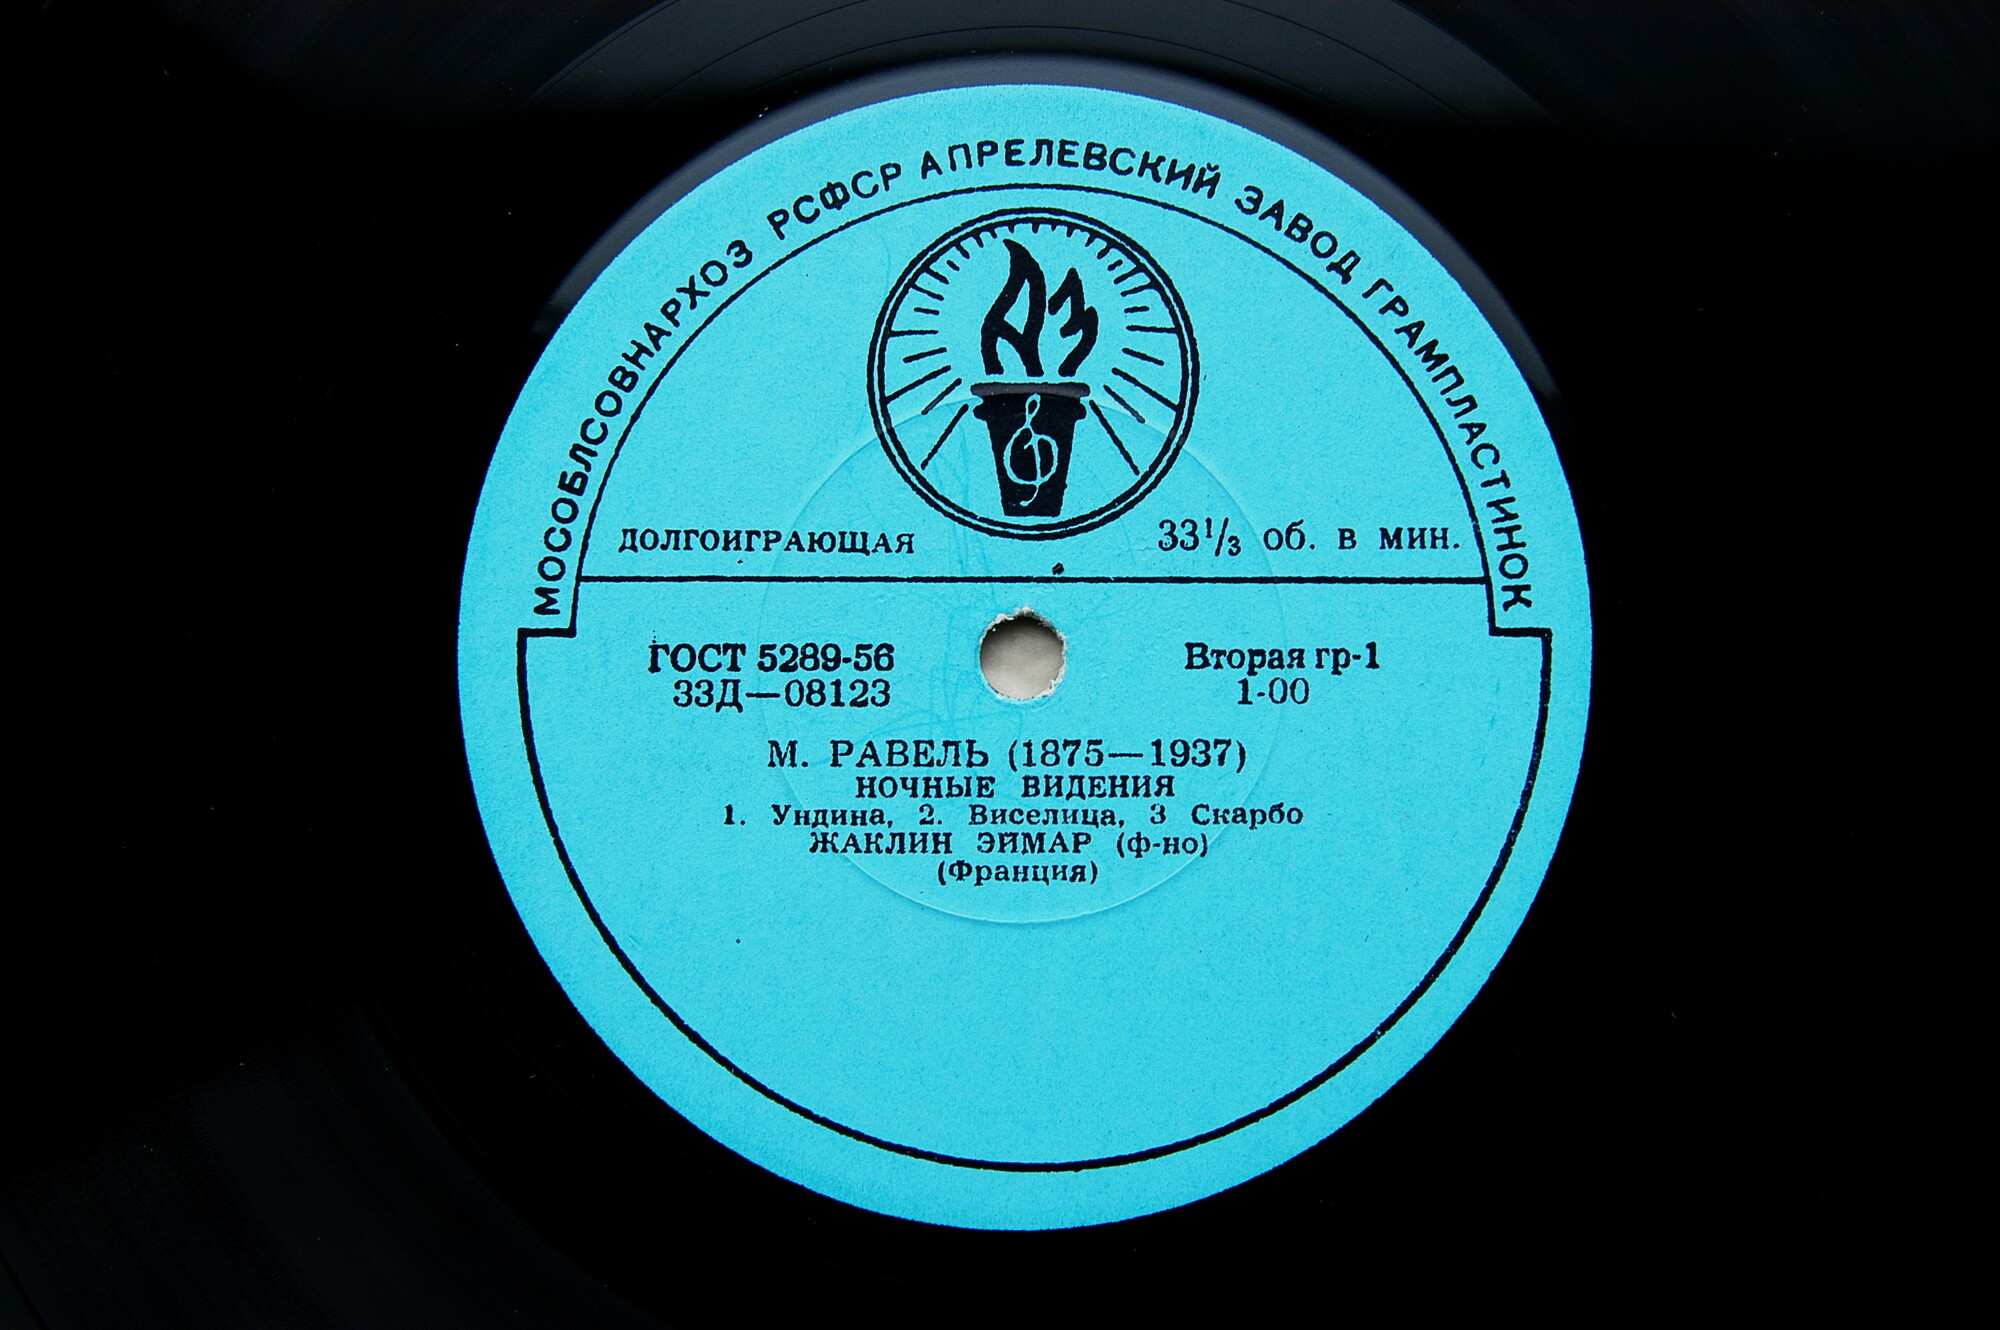 МОСОБЛСОВНАРХОЗ РСФСР АПРЕЛЕВСКИЙ ЗАВОД ГРАМПЛАСТИНОК
АЗ
ДОЛГОИГРАЮЩАЯ 33⅓ об. в мин.
ГОСТ 5289-56 Вторая гр-1
33Д—08123 1-00
М. РАВЕЛЬ (1875—1937)
НОЧНЫЕ ВИДЕНИЯ
1. Ундина, 2. Виселица, 3 Скарбо
ЖАКЛИН ЭЙМАР (ф-но)
(Франция)